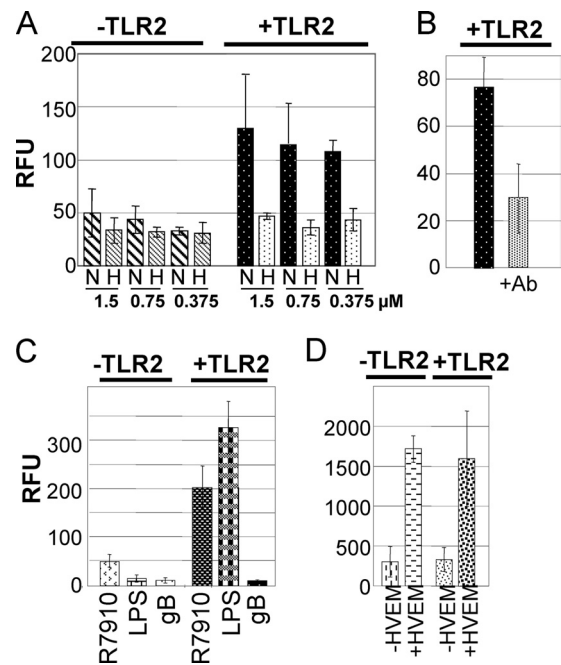 A
-TLR2
+TLR2
RFU
200
150
100
50
0
N H N H N H N H N H N H
1.5 0.75 0.375 1.5 0.75 0.375 µM
B
+TLR2
80
60
40
20
0
+Ab
C
-TLR2
+TLR2
RFU
300
200
100
0
R7910
LPS
gB
R7910
LPS
gB
D
-TLR2
+TLR2
2000
1500
1000
500
0
-HVEM
+HVEM
-HVEM
+HVEM